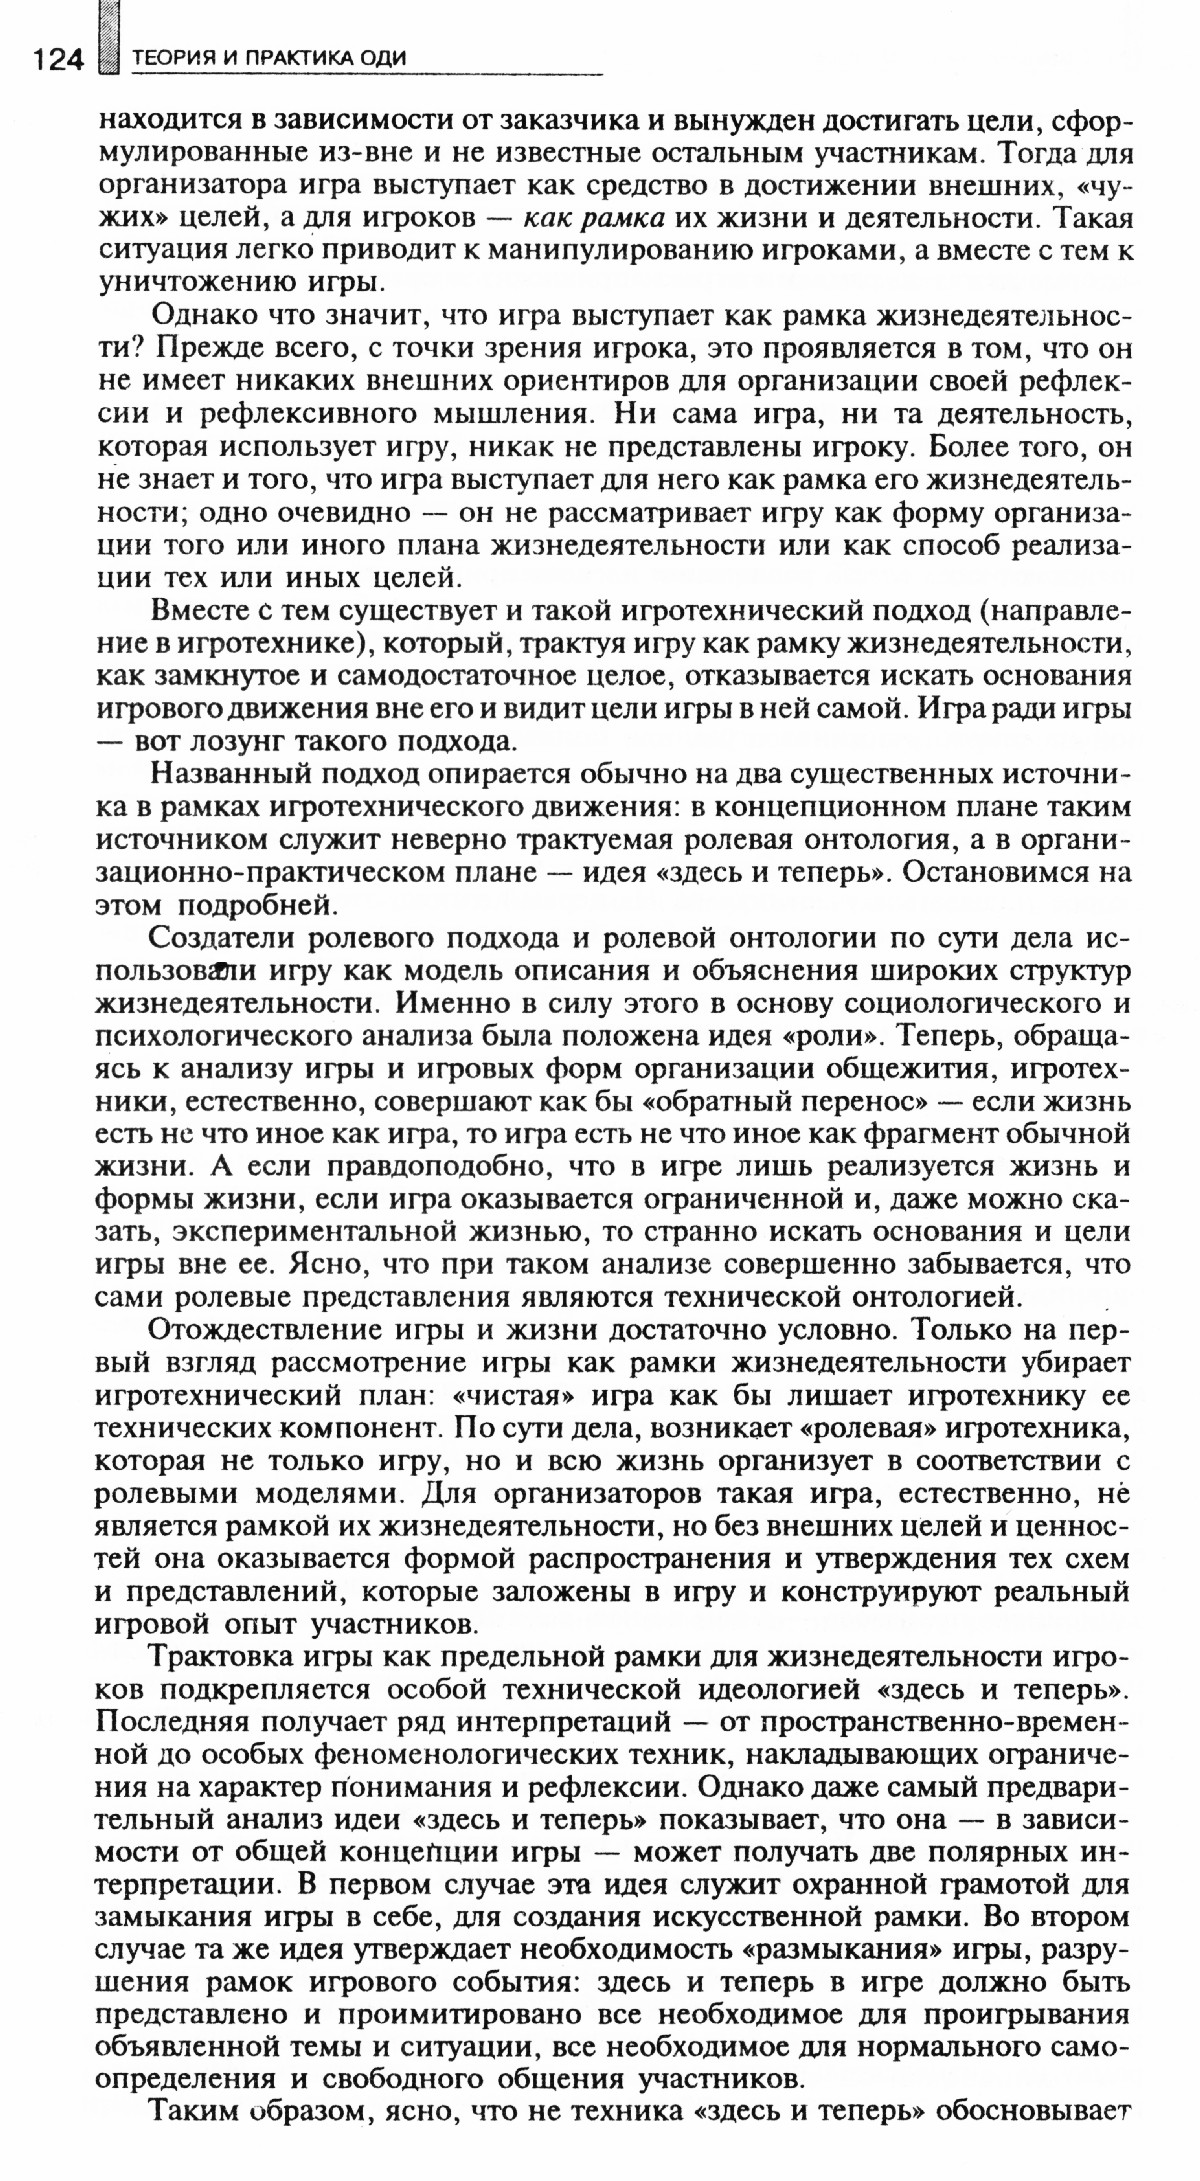 124 ТЕОРИЯ И ПРАКТИКА ОДИ
находится в зависимости от заказчика и вынужден достигать цели, сфор-
мулированные из-вне и не известные остальным участникам. Тогда для
организатора игра выступает как средство в достижении внешних, «чу-
жих» целей, а для игроков — как рамка их жизни и деятельности. Такая
ситуация легко приводит к манипулированию игроками, а вместе с тем к
уничтожению игры.
Однако что значит, что игра выступает как рамка жизнедеятельнос-
ти? Прежде всего, с точки зрения игрока, это проявляется в том, что он
не имеет никаких внешних ориентиров для организации своей рефлек-
сии и рефлексивного мышления. Ни сама игра, ни та деятельность,
которая использует игру, никак не представлены игроку. Более того, он
не знает и того, что игра выступает для него как рамка его жизнедеятель-
ности; одно очевидно — он не рассматривает игру как форму организа-
ции того или иного плана жизнедеятельности или как способ реализа-
ции тех или иных целей.
Вместе с тем существует и такой игротехнический подход (направле-
ние в игротехнике), который, трактуя игру как рамку жизнедеятельности,
как замкнутое и самодостаточное целое, отказывается искать основания
игрового движения вне его и видит цели игры в ней самой. Игра ради игры
— вот лозунг такого подхода.
Названный подход опирается обычно на два существенных источни-
ка в рамках игротехнического движения: в концепционном плане таким
источником служит неверно трактуемая ролевая онтология, а в органи-
зационно-практическом плане — идея «здесь и теперь». Остановимся на
этом подробней.
Создатели ролевого подхода и ролевой онтологии по сути дела ис-
пользовали игру как модель описания и объяснения широких структур
жизнедеятельности. Именно в силу этого в основу социологического и
психологического анализа была положена идея «роли». Теперь, обраща-
ясь к анализу игры и игровых форм организации общежития, игротех-
ники, естественно, совершают как бы «обратный перенос» — если жизнь
есть не что иное как игра, то игра есть не что иное как фрагмент обычной
жизни. А если правдоподобно, что в игре лишь реализуется жизнь и
формы жизни, если игра оказывается ограниченной и, даже можно ска-
зать, экспериментальной жизнью, то странно искать основания и цели
игры вне ее. Ясно, что при таком анализе совершенно забывается, что
сами ролевые представления являются технической онтологией.
Отождествление игры и жизни достаточно условно. Только на пер-
вый взгляд рассмотрение игры как рамки жизнедеятельности убирает
игротехнический план: «чистая» игра как бы лишает игротехнику ее
технических компонент. По сути дела, возникает «ролевая» игротехника,
которая не только игру, но и всю жизнь организует в соответствии с
ролевыми моделями. Для организаторов такая игра, естественно, не
является рамкой их жизнедеятельности, но без внешних целей и ценнос-
тей она оказывается формой распространения и утверждения тех схем
и представлений, которые заложены в игру и конструируют реальный
игровой опыт участников.
Трактовка игры как предельной рамки для жизнедеятельности игро-
ков подкрепляется особой технической идеологией «здесь и теперь».
Последняя получает ряд интерпретаций — от пространственно-времен-
ной до особых феноменологических техник, накладывающих ограниче-
ния на характер понимания и рефлексии. Однако даже самый предвари-
тельный анализ идеи «здесь и теперь» показывает, что она — в зависи-
мости от общей концепции игры — может получать две полярных ин-
терпретации. В первом случае эта идея служит охранной грамотой для
замыкания игры в себе, для создания искусственной рамки. Во втором
случае та же идея утверждает необходимость «размыкания» игры, разру-
шения рамок игрового события: здесь и теперь в игре должно быть
представлено и проимитировано все необходимое для проигрывания
объявленной темы и ситуации, все необходимое для нормального само-
определения и свободного общения участников.
Таким образом, ясно, что не техника «здесь и теперь» обосновывает